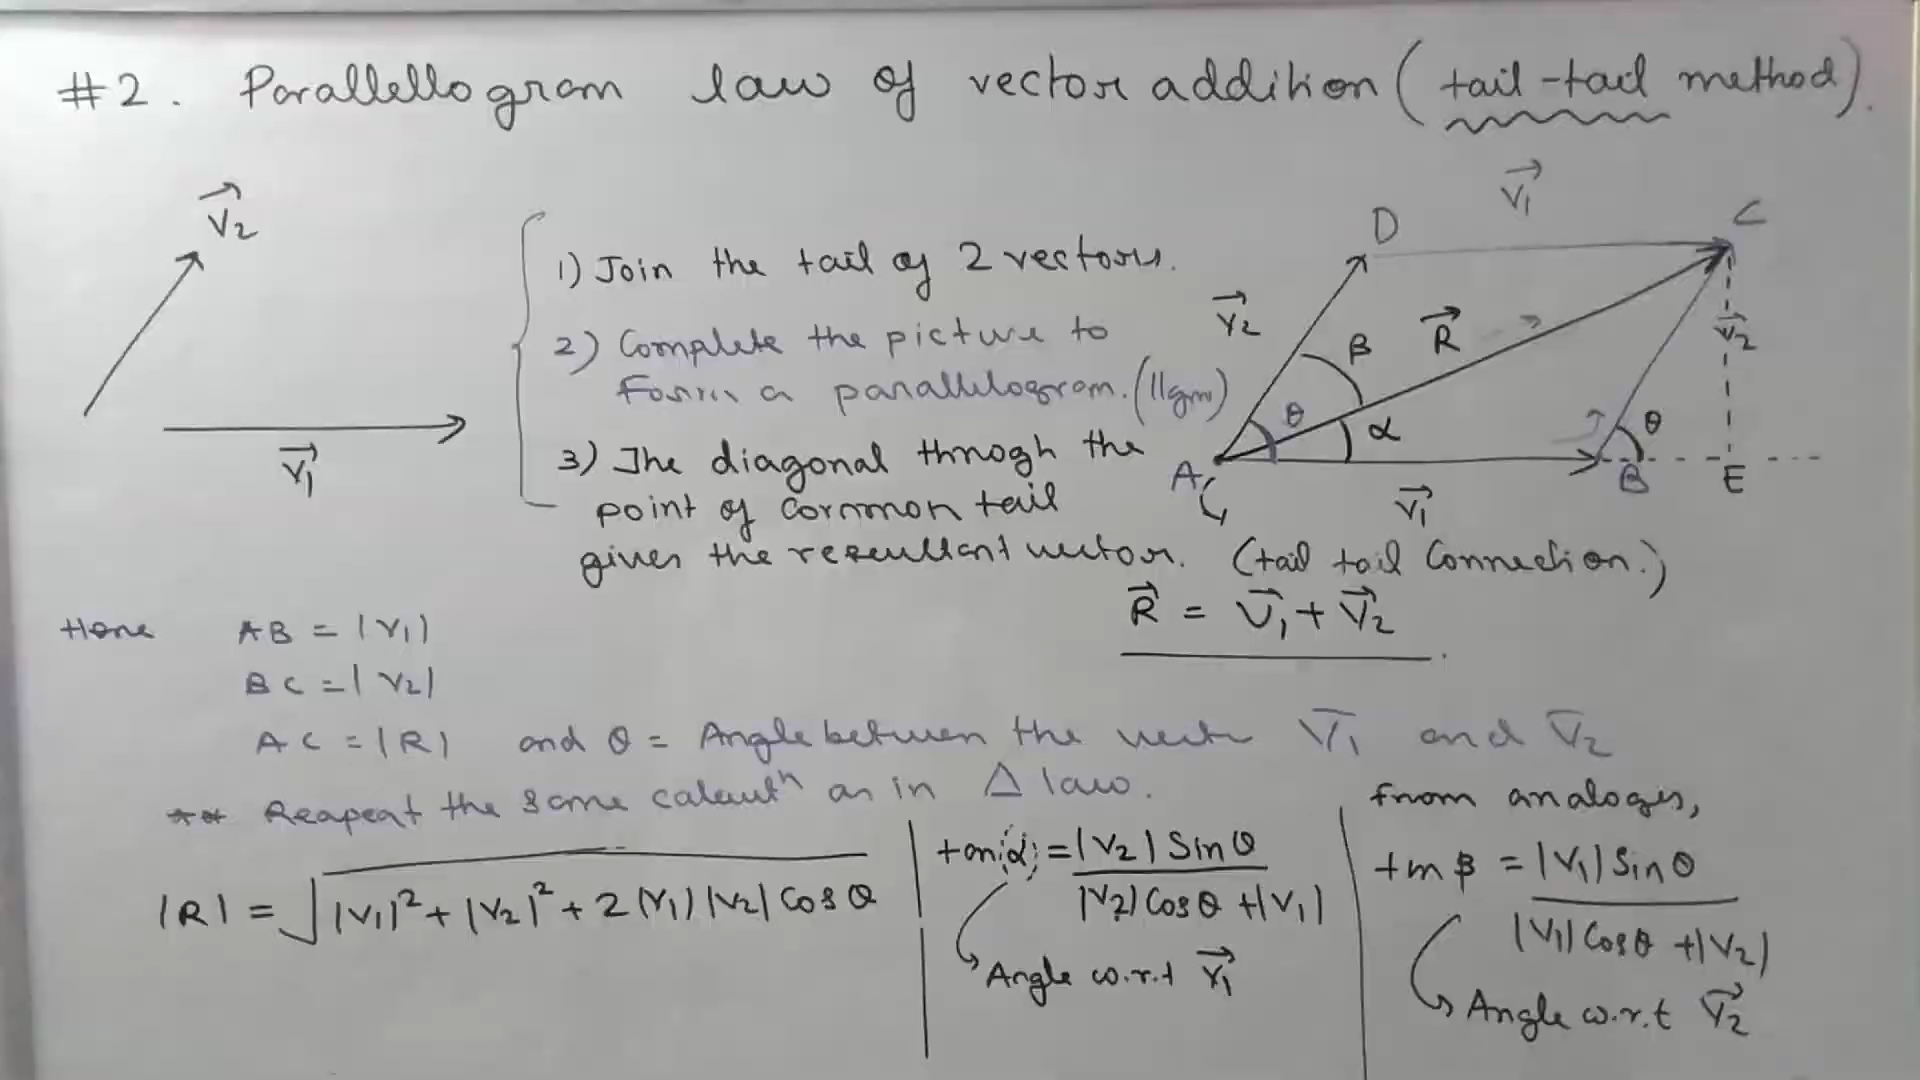 #2. Parallellogram law of vector addition (tail-tail method).
V₂
V₁
1) Join the tail of 2 vectors.
2) Complete the picture to
form a parallelogram. (||gm)
3) The diagonal through the
point of common tail
gives the resultant vector. (tail tail connection.)
V₁
D
C
V₂
β
R
V₂
θ
α
θ
A
B
E
V₁
R = V₁ + V₂
Here AB = |V₁|
BC = |V₂|
AC = |R| and θ = Angle between the vect V₁ and V₂
** Reapeat the same calculⁿ as in Δ law.
|R| = √|V₁|² + |V₂|² + 2|V₁||V₂| Cos θ
tan(α) = |V₂| Sin θ
|V₂| Cos θ + |V₁|
Angle w.r.t V₁
from analogy,
tan β = |V₁| Sin θ
|V₁| Cos θ + |V₂|
Angle w.r.t V₂